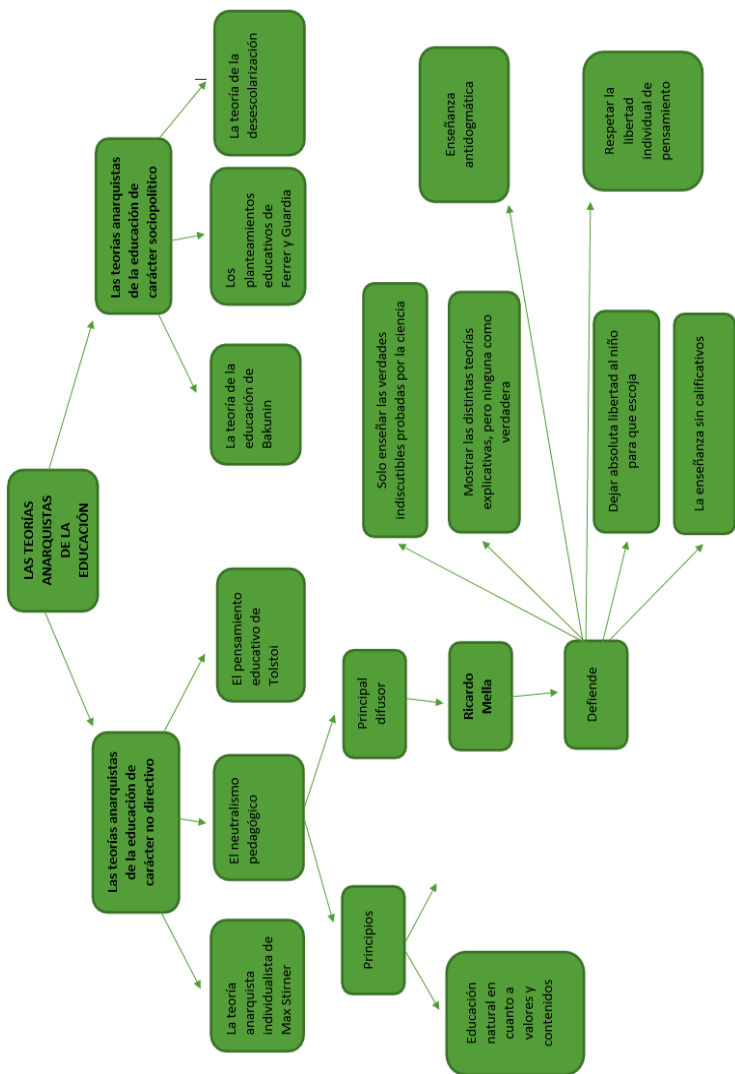 LAS TEORÍAS
ANARQUISTAS
DE LA
EDUCACIÓN
Las teorías anarquistas
de la educación de
carácter no directivo
Las teorías anarquistas
de la educación de
carácter sociopolítico
La teoría
anarquista
individualista de
Max Stirner
El neutralismo
pedagógico
El pensamiento
educativo de
Tolstoi
La teoría de la
educación de
Bakunin
Los
planteamientos
educativos de
Ferrer y Guardia
La teoría de la
desescolarización
Principios
Principal
difusor
Educación
natural en
cuanto a
valores y
contenidos
Ricardo
Mella
Defiende
Solo enseñar las verdades
indiscutibles probadas por la ciencia
Mostrar las distintas teorías
explicativas, pero ninguna como
verdadera
Enseñanza
antidogmática
Respetar la
libertad
individual de
pensamiento
Dejar absoluta libertad al niño
para que escoja
La enseñanza sin calificativos